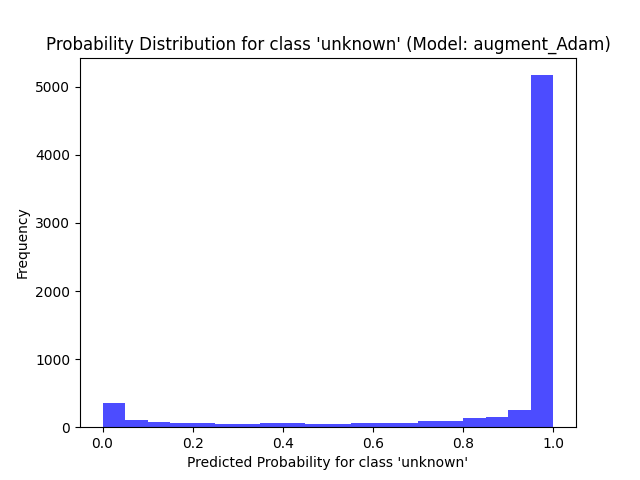 Probability Distribution for class 'unknown' (Model: augment_Adam)
5000
4000
3000
2000
1000
0
Frequency
0.0 0.2 0.4 0.6 0.8 1.0
Predicted Probability for class 'unknown'